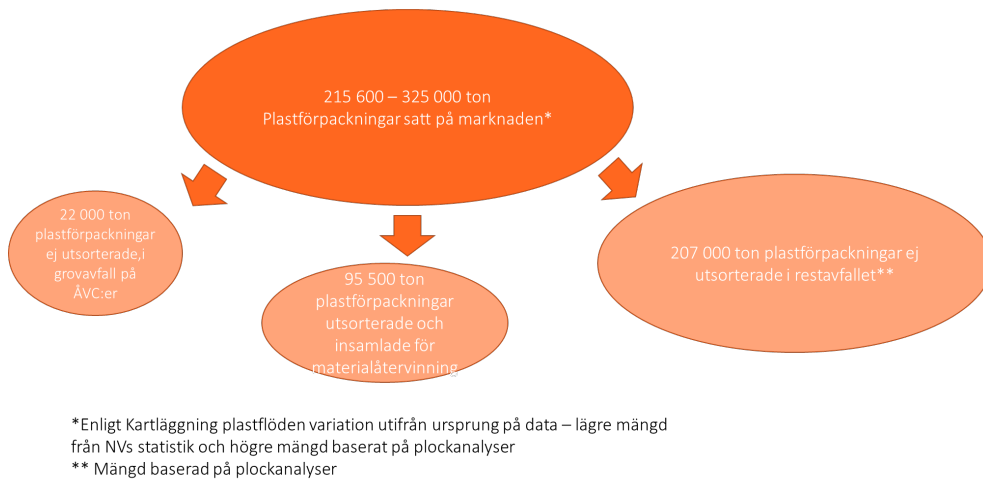 215 600 – 325 000 ton
Plastförpackningar satt på marknaden*
22 000 ton
plastförpackningar
ej utsorterade,i
grovavfall på
ÅVC:er
95 500 ton
plastförpackningar
utsorterade och
insamlade för
materialåtervinning
207 000 ton plastförpackningar ej
utsorterade i restavfallet**
*Enligt Kartläggning plastflöden variation utifrån ursprung på data – lägre mängd
från NVs statistik och högre mängd baserat på plockanalyser
** Mängd baserad på plockanalyser